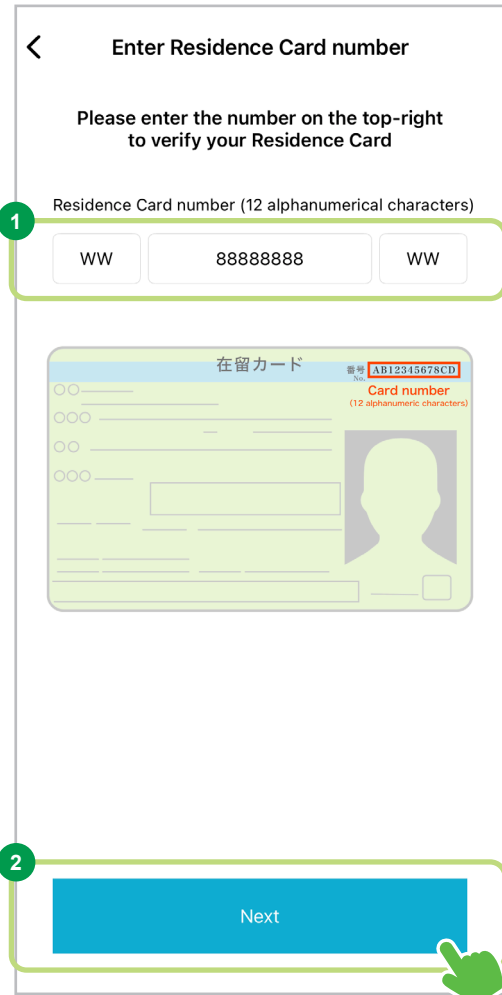 Enter Residence Card number
Please enter the number on the top-right
to verify your Residence Card
1
Residence Card number (12 alphanumerical characters)
WW 88888888 WW
在留カード
番号 No. AB12345678CD
Card number
(12 alphanumeric characters)
2
Next